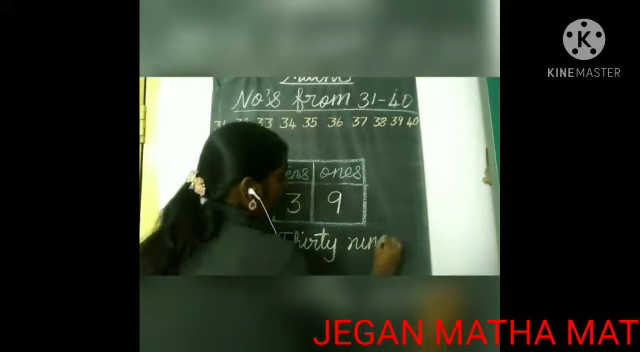 KINEMASTER
Maths
No's from 31-40
33 34 35 36 37 38 39 40
ones
3 9
Thirty nin
JEGAN MATHA MAT